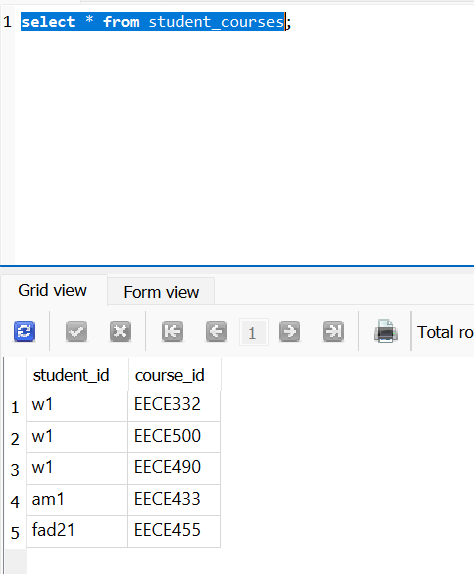 1 select * from student_courses;
Grid view Form view
1 Total ro
student_id course_id
1 w1 EECE332
2 w1 EECE500
3 w1 EECE490
4 am1 EECE433
5 fad21 EECE455